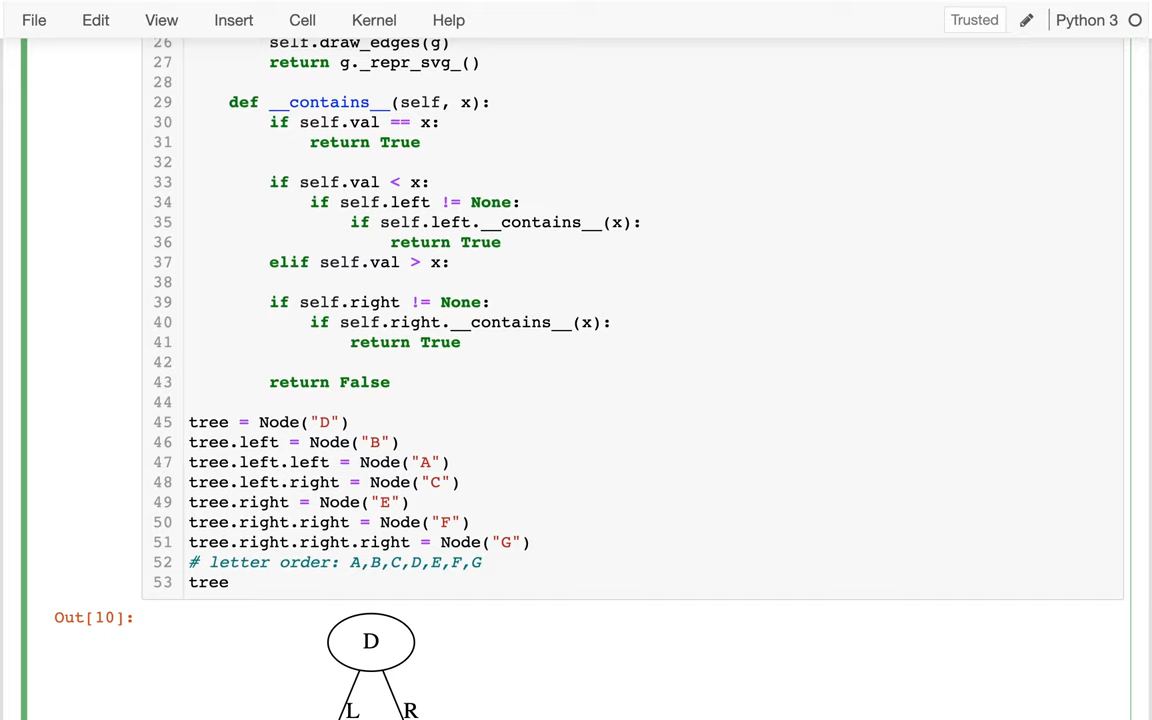 File Edit View Insert Cell Kernel Help Trusted Python 3
26 self.draw_edges(g)
27 return g._repr_svg_()
28
29 def __contains__(self, x):
30 if self.val == x:
31 return True
32
33 if self.val < x:
34 if self.left != None:
35 if self.left.__contains__(x):
36 return True
37 elif self.val > x:
38
39 if self.right != None:
40 if self.right.__contains__(x):
41 return True
42
43 return False
44
45 tree = Node("D")
46 tree.left = Node("B")
47 tree.left.left = Node("A")
48 tree.left.right = Node("C")
49 tree.right = Node("E")
50 tree.right.right = Node("F")
51 tree.right.right.right = Node("G")
52 # letter order: A,B,C,D,E,F,G
53 tree
Out[10]:
D
L R